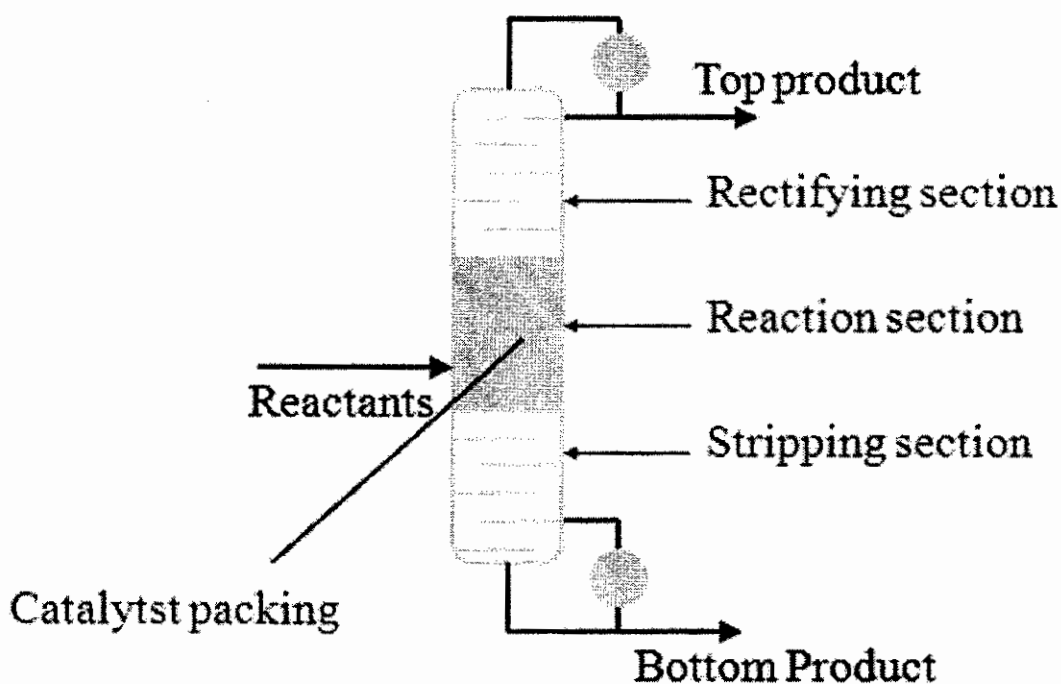 Top product
Rectifying section
Reaction section
Reactants
Stripping section
Catalytst packing
Bottom Product